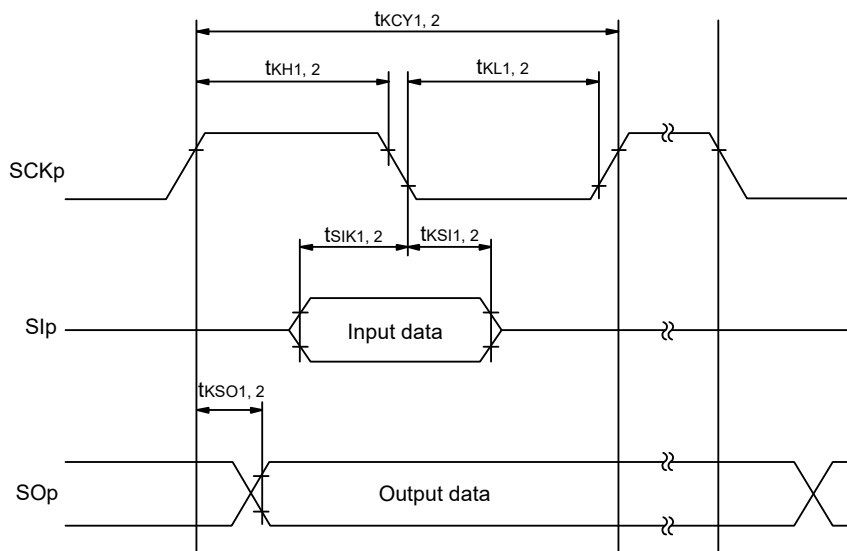 tKCY1, 2
tKH1, 2
tKL1, 2
SCKp
tSIK1, 2
tKSI1, 2
SIp
Input data
tKSO1, 2
SOp
Output data